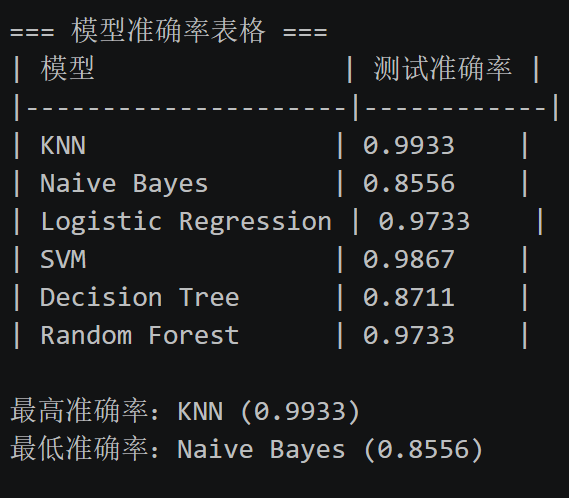 === 模型准确率表格 ===
| 模型                 | 测试准确率 |
|---------------------|------------|
| KNN                | 0.9933    |
| Naive Bayes        | 0.8556    |
| Logistic Regression | 0.9733    |
| SVM                | 0.9867    |
| Decision Tree      | 0.8711    |
| Random Forest      | 0.9733    |
最高准确率：KNN (0.9933)
最低准确率：Naive Bayes (0.8556)